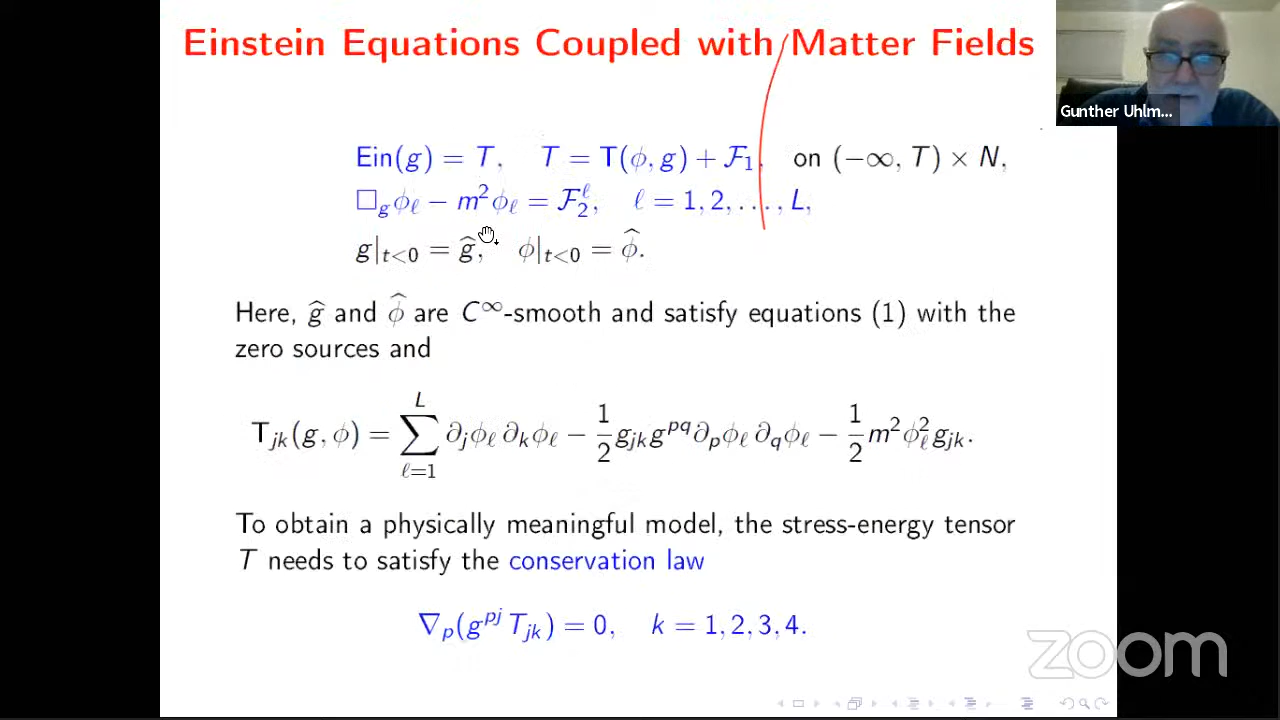 Einstein Equations Coupled with Matter Fields
Gunther Uhlm...
Ein(g) = T, T = T(ϕ, g) + ℱ₁, on (−∞, T) × N,
□_g ϕ_ℓ − m²ϕ_ℓ = ℱ₂^ℓ, ℓ = 1, 2, . . . , L,
g|_{t<0} = ĝ, ϕ|_{t<0} = ϕ̂.
Here, ĝ and ϕ̂ are C^∞-smooth and satisfy equations (1) with the
zero sources and
T_{jk}(g, ϕ) = ∑_{ℓ=1}^{L} ∂_jϕ_ℓ ∂_kϕ_ℓ − 1/2 g_{jk}g^{pq}∂_pϕ_ℓ ∂_qϕ_ℓ − 1/2 m²ϕ_ℓ²g_{jk}.
To obtain a physically meaningful model, the stress-energy tensor
T needs to satisfy the conservation law
∇_p(g^{pj} T_{jk}) = 0, k = 1, 2, 3, 4.
zoom